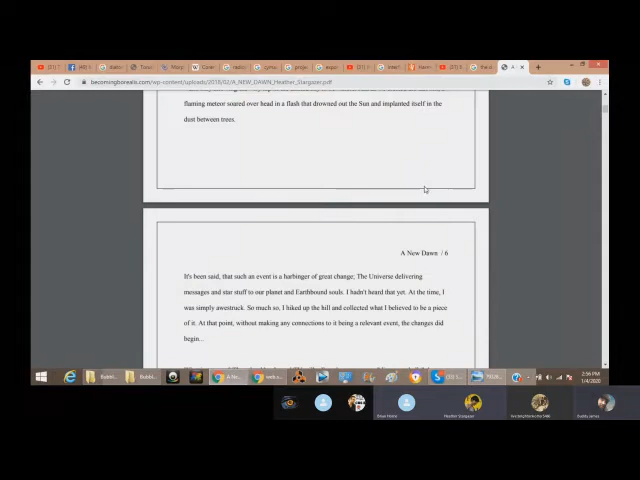 becomingborealis.com/wp-content/uploads/2018/02/A_NEW_DAWN_Heather_Stargazer.pdf
flaming meteor soared over head in a flash that drowned out the Sun and implanted itself in the
dust between trees.
A New Dawn / 6
It's been said, that such an event is a harbinger of great change; The Universe delivering
messages and star stuff to our planet and Earthbound souls. I hadn't heard that yet. At the time, I
was simply awestruck. So much so, I hiked up the hill and collected what I believed to be a piece
of it. At that point, without making any connections to it being a relevant event, the changes did
begin...
2:56 PM
1/4/2020
Heather Stargazer
Buddy James